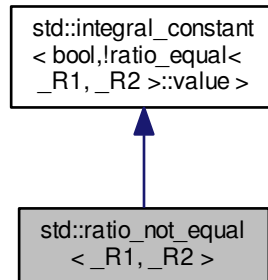 std::integral_constant
< bool,!ratio_equal<
_R1, _R2 >::value >
std::ratio_not_equal
< _R1, _R2 >